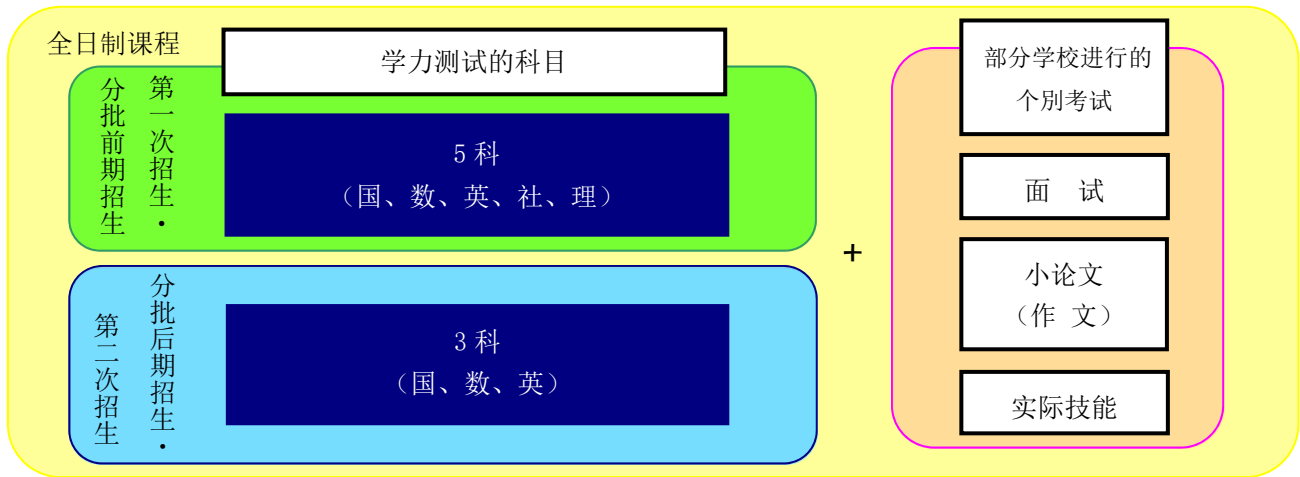 全日制课程
学力测试的科目
第一次招生・
分批前期招生
5 科
（国、数、英、社、理）
分批后期招生・
第二次招生
3 科
（国、数、英）
+
部分学校进行的
个別考试
面　试
小论文
（作 文）
实际技能